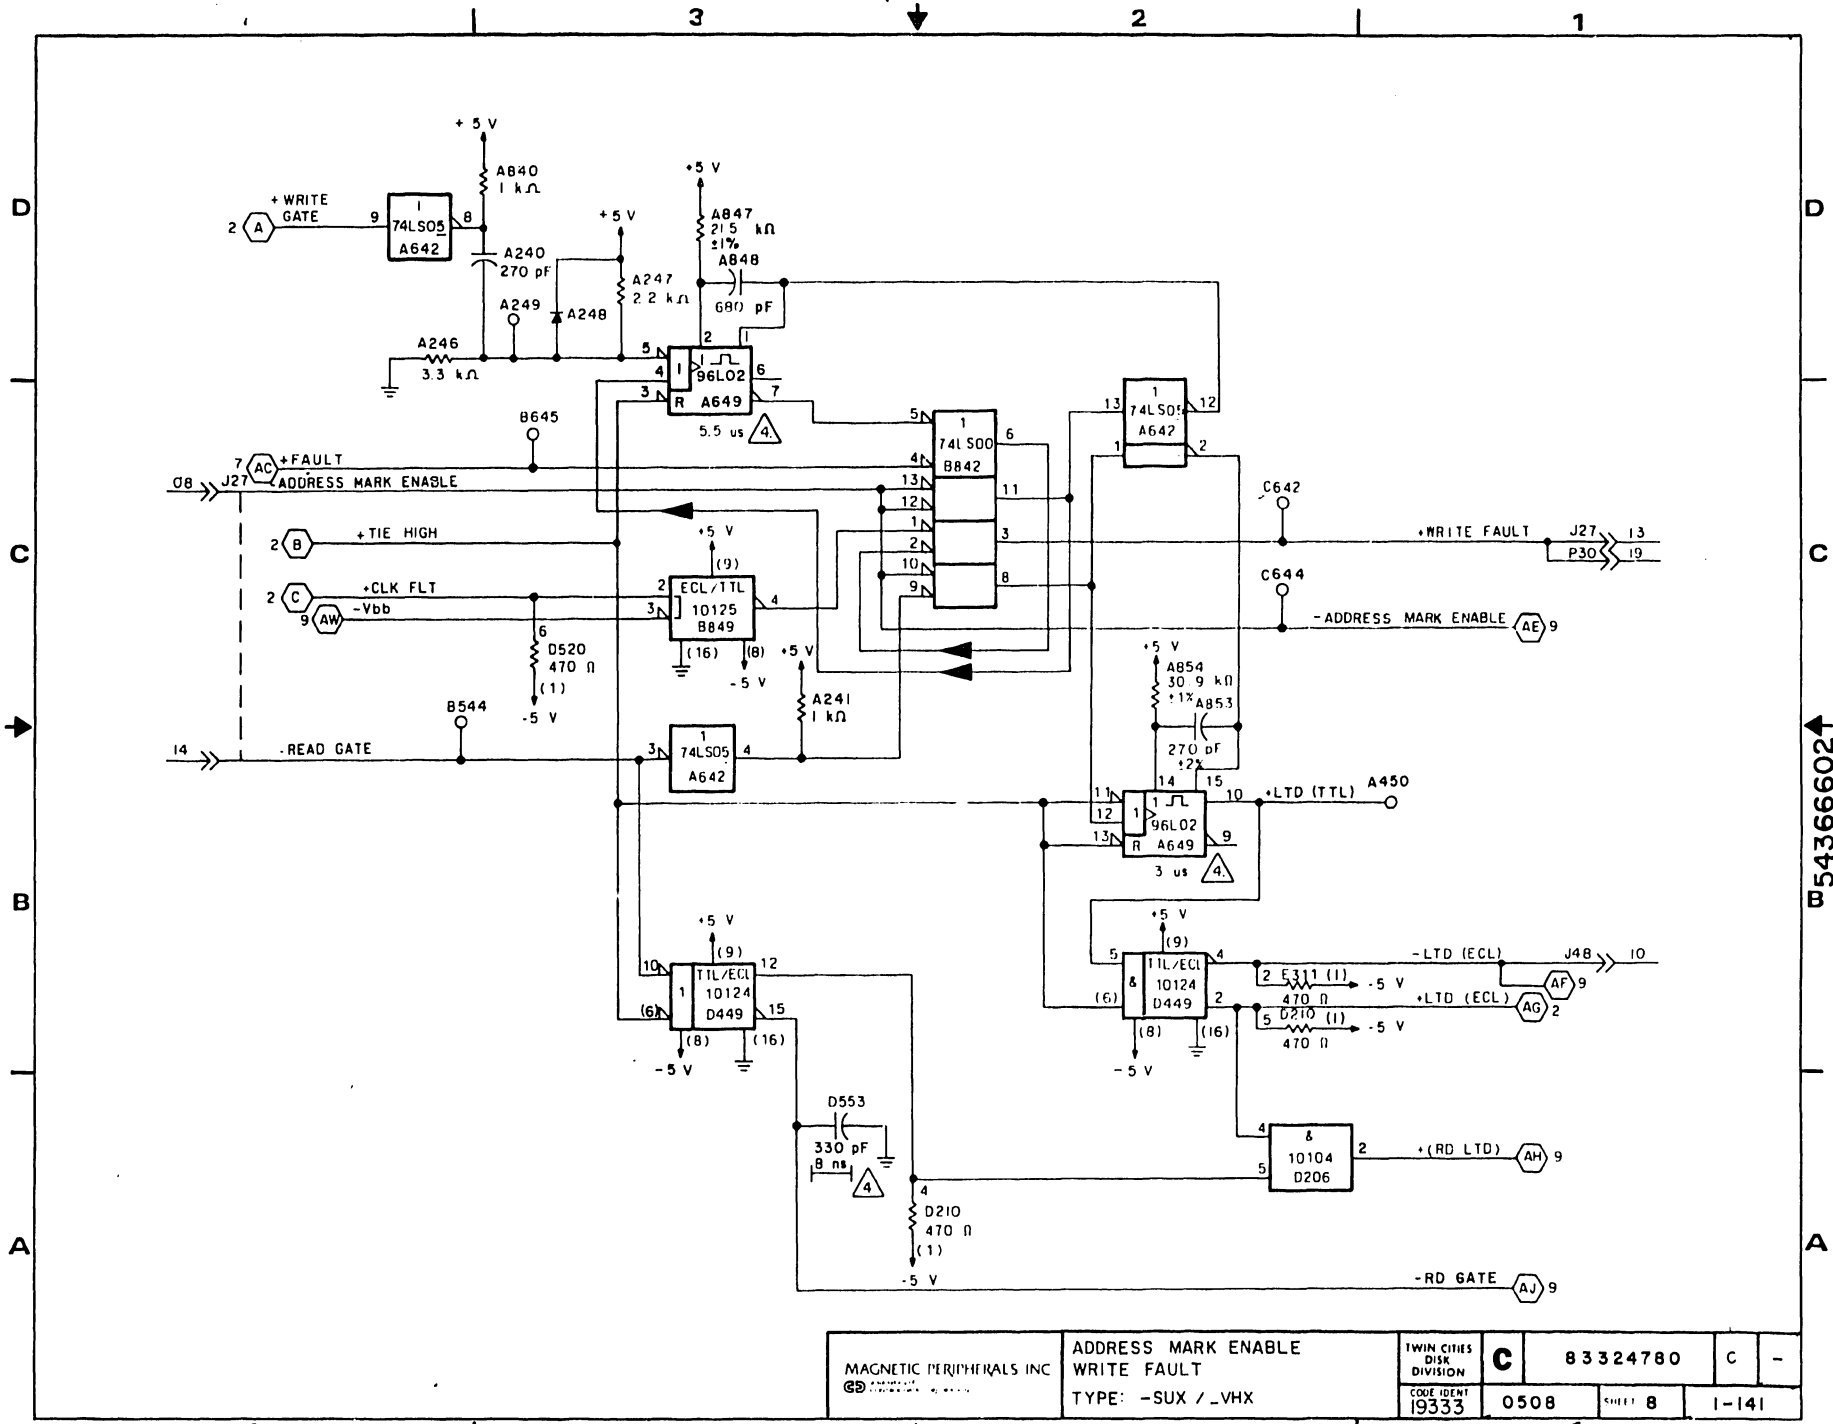 3
2
1
+ 5 V
A840
1 kΩ
+5 V
D
D
+ WRITE
GATE
2
A
9
1
74LS05
A642
8
A240
270 pF
+5 V
A847
21.5 kΩ
±1%
A848
680 pF
A249
A248
A247
2.2 kΩ
A246
3.3 kΩ
5
4
3
2
1
1
1
96L02
R A649
6
7
5.5 us
4.
B645
7
AC
+FAULT
08
J27
ADDRESS MARK ENABLE
5
4
13
12
1
2
10
9
1
74LS00
B842
6
11
3
8
13
1
1
74LS05
A642
12
2
C642
C
C
2
B
+TIE HIGH
+WRITE FAULT
J27
13
P30
19
+5 V
(9)
2
C
+CLK FLT
9
AW
-Vbb
2
3
ECL/TTL
10125
B849
4
(16)
(8)
-5 V
C644
-ADDRESS MARK ENABLE
AE
9
6
D520
470 Ω
(1)
-5 V
+5 V
A241
1 kΩ
+5 V
A854
30.9 kΩ
±1%
A853
270 pF
±2%
B544
14
-READ GATE
3
1
74LS05
A642
4
14
15
11
12
13
1
1
96L02
R A649
10
9
+LTD (TTL)
A450
3 us
4.
54366602
B
B
+5 V
(9)
10
(6)
1
TTL/ECL
10124
D449
12
15
(8)
(16)
-5 V
+5 V
(9)
5
(6)
&
TTL/ECL
10124
D449
4
2
(8)
(16)
-5 V
-LTD (ECL)
J48
10
2 E311 (1)
470 Ω
-5 V
AF
9
+LTD (ECL)
AG
2
5 D210 (1)
470 Ω
-5 V
D553
330 pF
8 ns
4
4
5
&
10104
D206
2
+(RD LTD)
AH
9
4
D210
470 Ω
(1)
-5 V
A
A
-RD GATE
AJ
9
MAGNETIC PERIPHERALS INC
ADDRESS MARK ENABLE
WRITE FAULT
TYPE: -SUX / _VHX
TWIN CITIES
DISK
DIVISION
C
83324780
C
-
CODE IDENT
19333
0508
SHEET 8
1-141